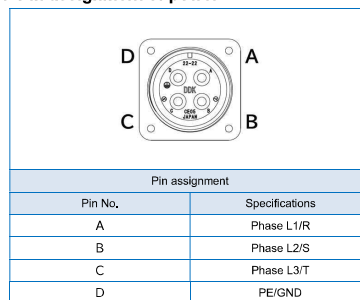 D
A
22-22
D
A
DDK
C
B
CE05
JAPAN
C
B
Pin assignment
Pin No.
Specifications
A
Phase L1/R
B
Phase L2/S
C
Phase L3/T
D
PE/GND